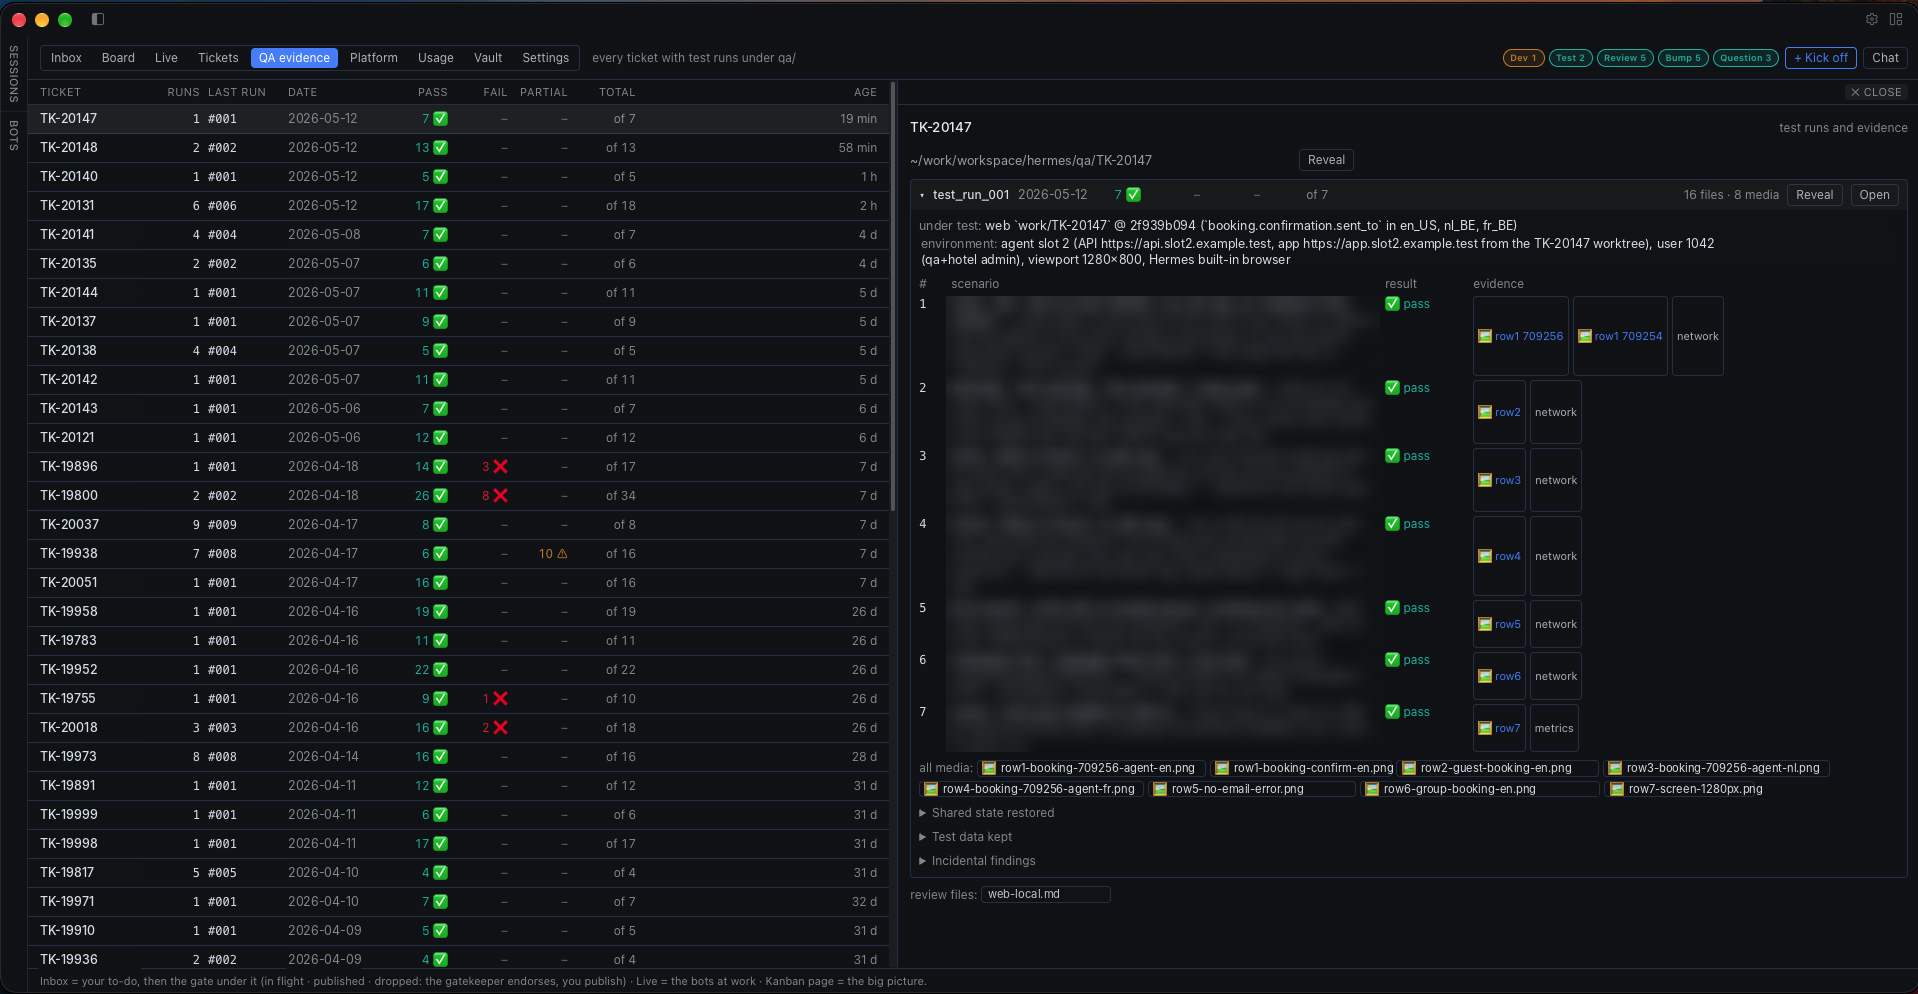 SESSIONS
BOTS
Inbox Board Live Tickets QA evidence Platform Usage Vault Settings every ticket with test runs under qa/
Dev 1 Test 2 Review 5 Bump 5 Question 3 + Kick off Chat
TICKET RUNS LAST RUN DATE PASS FAIL PARTIAL TOTAL AGE
TK-20147 1 #001 2026-05-12 7 ✅ – – of 7 19 min
TK-20148 2 #002 2026-05-12 13 ✅ – – of 13 58 min
TK-20140 1 #001 2026-05-12 5 ✅ – – of 5 1 h
TK-20131 6 #006 2026-05-12 17 ✅ – – of 18 2 h
TK-20141 4 #004 2026-05-08 7 ✅ – – of 7 4 d
TK-20135 2 #002 2026-05-07 6 ✅ – – of 6 4 d
TK-20144 1 #001 2026-05-07 11 ✅ – – of 11 5 d
TK-20137 1 #001 2026-05-07 9 ✅ – – of 9 5 d
TK-20138 4 #004 2026-05-07 5 ✅ – – of 5 5 d
TK-20142 1 #001 2026-05-07 11 ✅ – – of 11 5 d
TK-20143 1 #001 2026-05-06 7 ✅ – – of 7 6 d
TK-20121 1 #001 2026-05-06 12 ✅ – – of 12 6 d
TK-19896 1 #001 2026-04-18 14 ✅ 3 ❌ – of 17 7 d
TK-19800 2 #002 2026-04-18 26 ✅ 8 ❌ – of 34 7 d
TK-20037 9 #009 2026-04-17 8 ✅ – – of 8 7 d
TK-19938 7 #008 2026-04-17 6 ✅ – 10 ⚠ of 16 7 d
TK-20051 1 #001 2026-04-17 16 ✅ – – of 16 7 d
TK-19958 1 #001 2026-04-16 19 ✅ – – of 19 26 d
TK-19783 1 #001 2026-04-16 11 ✅ – – of 11 26 d
TK-19952 1 #001 2026-04-16 22 ✅ – – of 22 26 d
TK-19755 1 #001 2026-04-16 9 ✅ 1 ❌ – of 10 26 d
TK-20018 3 #003 2026-04-16 16 ✅ 2 ❌ – of 18 26 d
TK-19973 8 #008 2026-04-14 16 ✅ – – of 16 28 d
TK-19891 1 #001 2026-04-11 12 ✅ – – of 12 31 d
TK-19999 1 #001 2026-04-11 6 ✅ – – of 6 31 d
TK-19998 1 #001 2026-04-11 17 ✅ – – of 17 31 d
TK-19817 5 #005 2026-04-10 4 ✅ – – of 4 31 d
TK-19971 1 #001 2026-04-10 7 ✅ – – of 7 32 d
TK-19910 1 #001 2026-04-09 5 ✅ – – of 5 31 d
TK-19936 2 #002 2026-04-09 4 ✅ – – of 4 31 d
× CLOSE
TK-20147 test runs and evidence
~/work/workspace/hermes/qa/TK-20147 Reveal
▾ test_run_001 2026-05-12 7 ✅ – – of 7 16 files · 8 media Reveal Open
under test: web `work/TK-20147` @ 2f939b094 (`booking.confirmation.sent_to` in en_US, nl_BE, fr_BE)
environment: agent slot 2 (API https://api.slot2.example.test, app https://app.slot2.example.test from the TK-20147 worktree), user 1042
(qa+hotel admin), viewport 1280×800, Hermes built-in browser
# scenario result evidence
1 ✅ pass row1 709256 row1 709254 network
2 ✅ pass row2 network
3 ✅ pass row3 network
4 ✅ pass row4 network
5 ✅ pass row5 network
6 ✅ pass row6 network
7 ✅ pass row7 metrics
all media: row1-booking-709256-agent-en.png row1-booking-confirm-en.png row2-guest-booking-en.png row3-booking-709256-agent-nl.png
row4-booking-709256-agent-fr.png row5-no-email-error.png row6-group-booking-en.png row7-screen-1280px.png
▶ Shared state restored
▶ Test data kept
▶ Incidental findings
review files: web-local.md
Inbox = your to-do, then the gate under it (in flight · published · dropped: the gatekeeper endorses, you publish) · Live = the bots at work · Kanban page = the big picture.